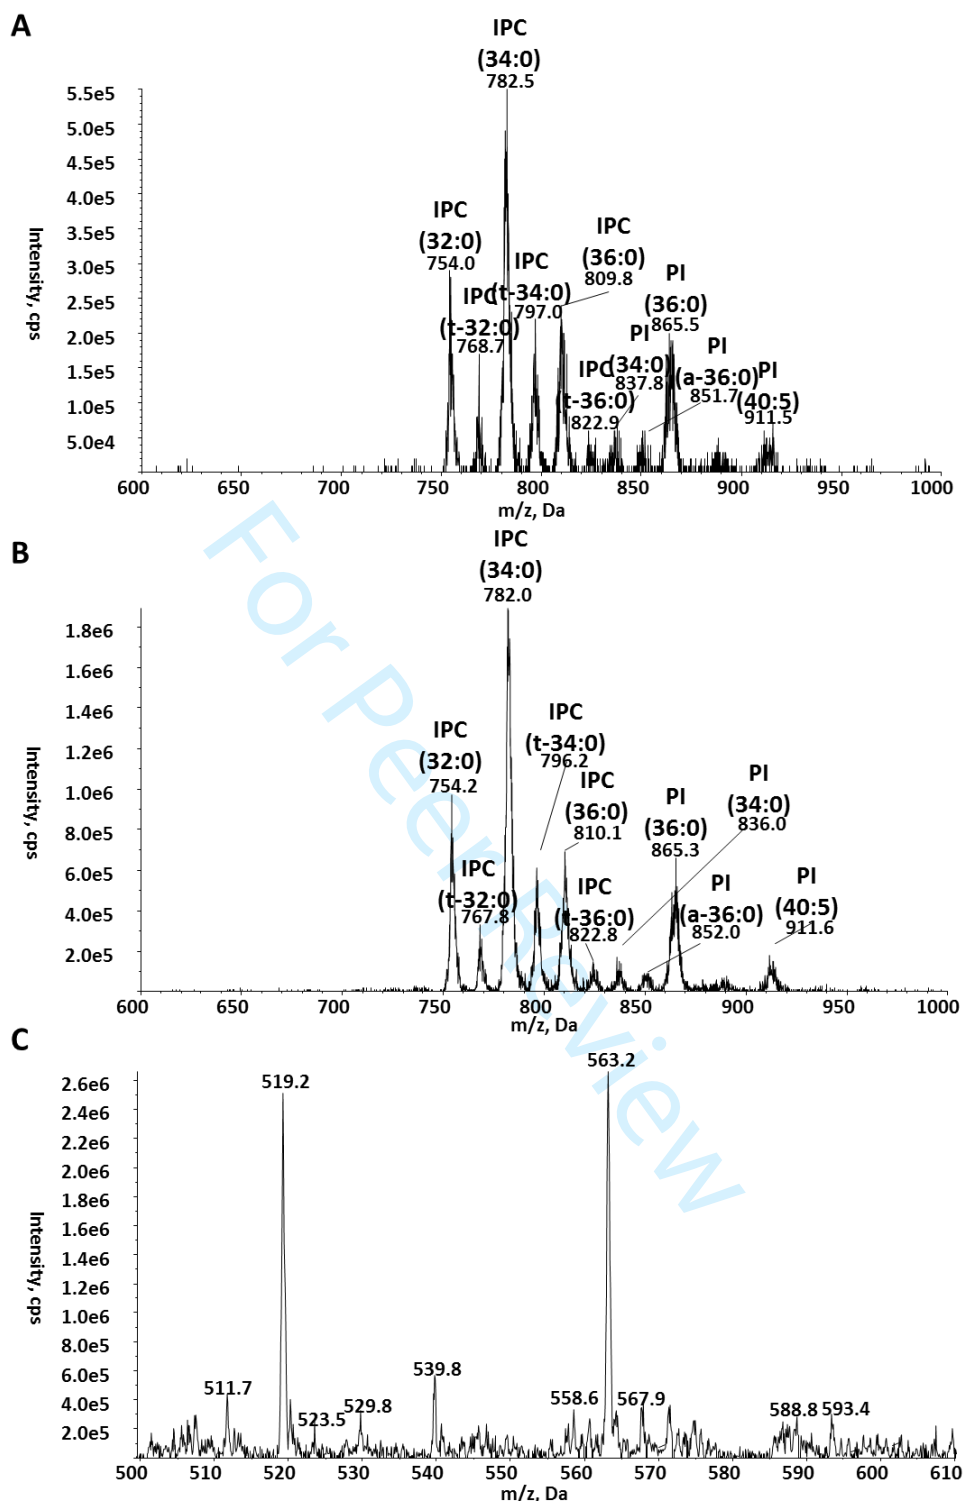 A
IPC
(34:0)
782.5
IPC
(32:0)
754.0
IPC
(t-32:0)
768.7
IPC
(t-34:0)
797.0
IPC
(36:0)
809.8
IPC
(t-36:0)
822.9
PI
(34:0)
837.8
PI
(a-36:0)
851.7
PI
(36:0)
865.5
PI
(40:5)
911.5
Intensity, cps
5.5e5
5.0e5
4.5e5
4.0e5
3.5e5
3.0e5
2.5e5
2.0e5
1.5e5
1.0e5
5.0e4
600 650 700 750 800 850 900 950 1000
m/z, Da
B
IPC
(34:0)
782.0
IPC
(32:0)
754.2
IPC
(t-32:0)
767.8
IPC
(t-34:0)
796.2
IPC
(36:0)
810.1
IPC
(t-36:0)
822.8
PI
(36:0)
865.3
PI
(34:0)
836.0
PI
(a-36:0)
852.0
PI
(40:5)
911.6
Intensity, cps
1.8e6
1.6e6
1.4e6
1.2e6
1.0e6
8.0e5
6.0e5
4.0e5
2.0e5
600 650 700 750 800 850 900 950 1000
m/z, Da
C
519.2
563.2
511.7
523.5
529.8
539.8
558.6
567.9
588.8
593.4
Intensity, cps
2.6e6
2.4e6
2.2e6
2.0e6
1.8e6
1.6e6
1.4e6
1.2e6
1.0e6
8.0e5
6.0e5
4.0e5
2.0e5
500 510 520 530 540 550 560 570 580 590 600 610
m/z, Da
For Peer Review